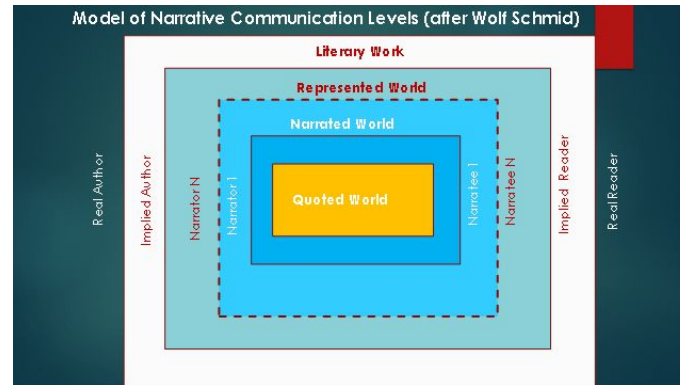 Model of Narrative Communication Levels (after Wolf Schmid)
Literary Work
Represented World
Narrated World
Quoted World
Real Author
Implied Author
Narrator N
Narrator 1
Narratee 1
Narratee N
Implied Reader
Real Reader